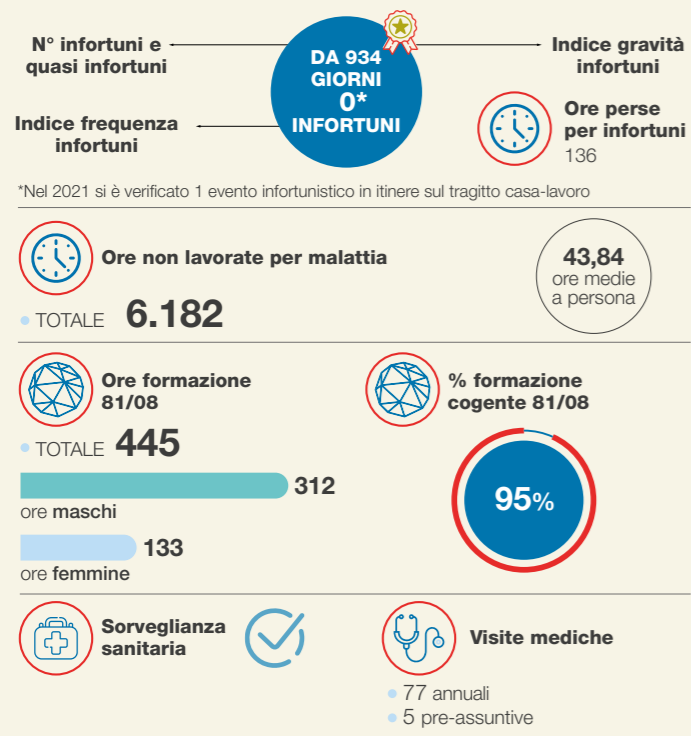 N° infortuni e
quasi infortuni
Indice frequenza
infortuni
DA 934
GIORNI
0*
INFORTUNI
Indice gravità
infortuni
Ore perse
per infortuni
136
*Nel 2021 si è verificato 1 evento infortunistico in itinere sul tragitto casa-lavoro
Ore non lavorate per malattia
TOTALE 6.182
43,84
ore medie
a persona
Ore formazione
81/08
TOTALE 445
312
ore maschi
133
ore femmine
% formazione
cogente 81/08
95%
Sorveglianza
sanitaria
Visite mediche
77 annuali
5 pre-assuntive